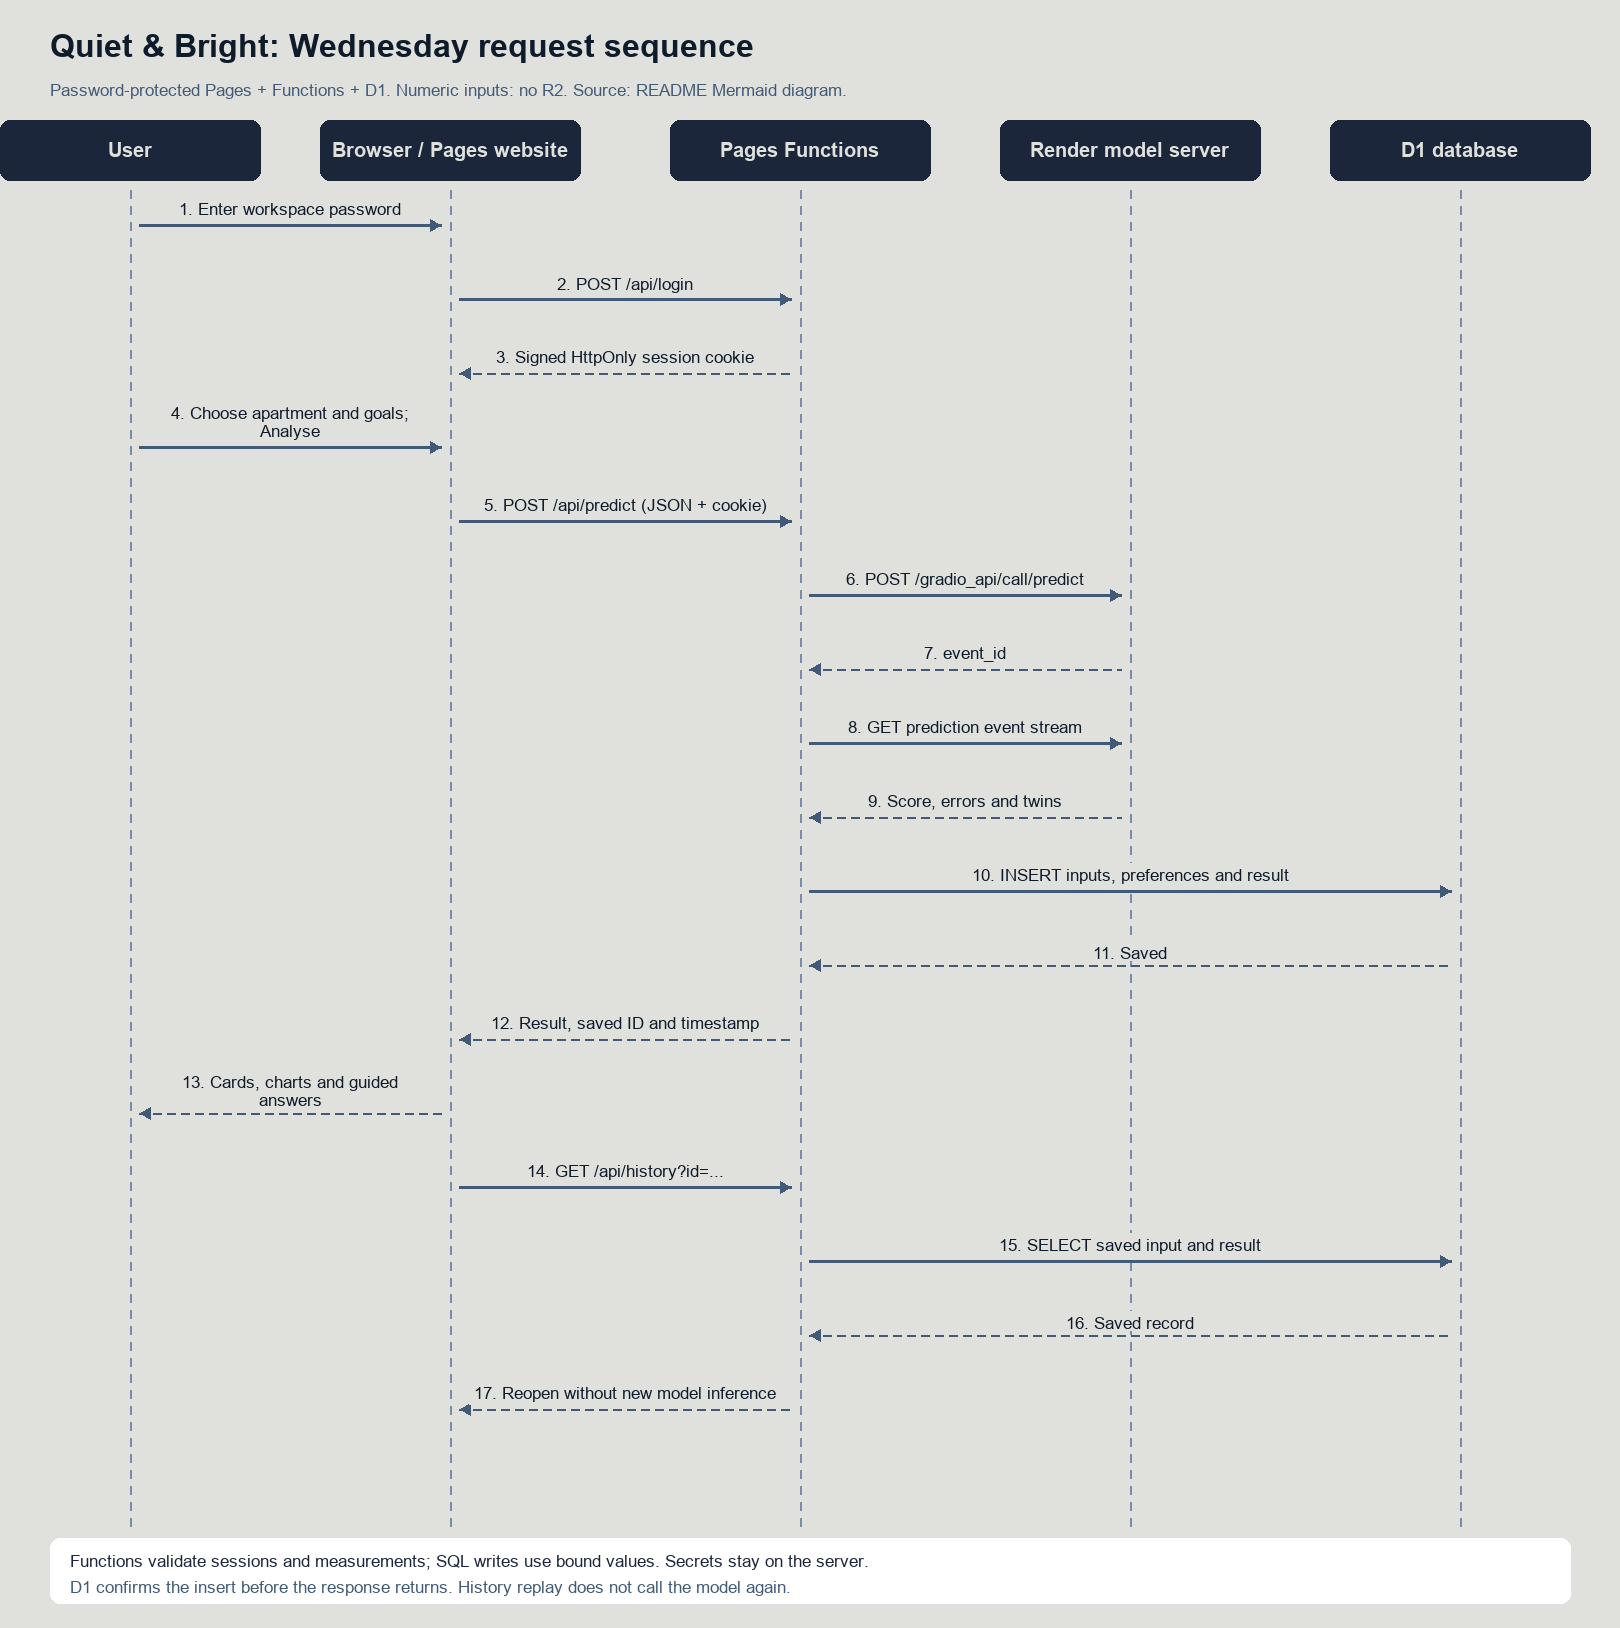 Quiet & Bright: Wednesday request sequence
Password-protected Pages + Functions + D1. Numeric inputs: no R2. Source: README Mermaid diagram.
User
Browser / Pages website
Pages Functions
Render model server
D1 database
1. Enter workspace password
2. POST /api/login
3. Signed HttpOnly session cookie
4. Choose apartment and goals;
Analyse
5. POST /api/predict (JSON + cookie)
6. POST /gradio_api/call/predict
7. event_id
8. GET prediction event stream
9. Score, errors and twins
10. INSERT inputs, preferences and result
11. Saved
12. Result, saved ID and timestamp
13. Cards, charts and guided
answers
14. GET /api/history?id=...
15. SELECT saved input and result
16. Saved record
17. Reopen without new model inference
Functions validate sessions and measurements; SQL writes use bound values. Secrets stay on the server.
D1 confirms the insert before the response returns. History replay does not call the model again.